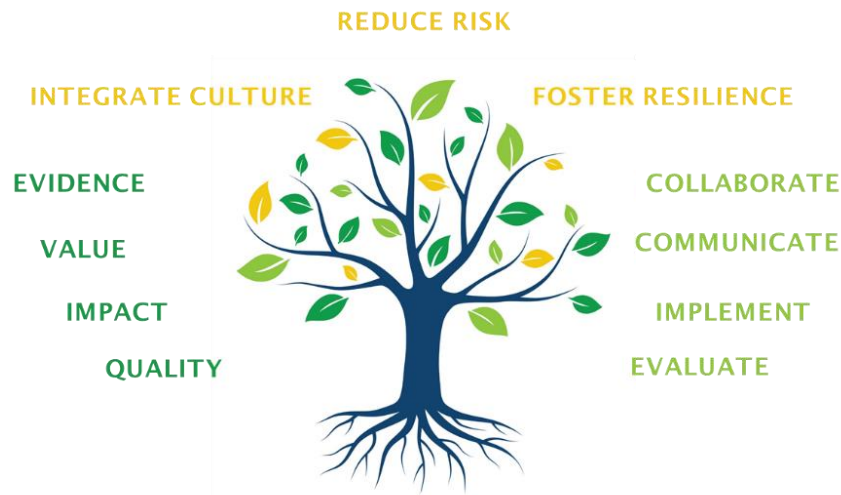 REDUCE RISK
INTEGRATE CULTURE
FOSTER RESILIENCE
EVIDENCE
COLLABORATE
VALUE
COMMUNICATE
IMPACT
IMPLEMENT
QUALITY
EVALUATE